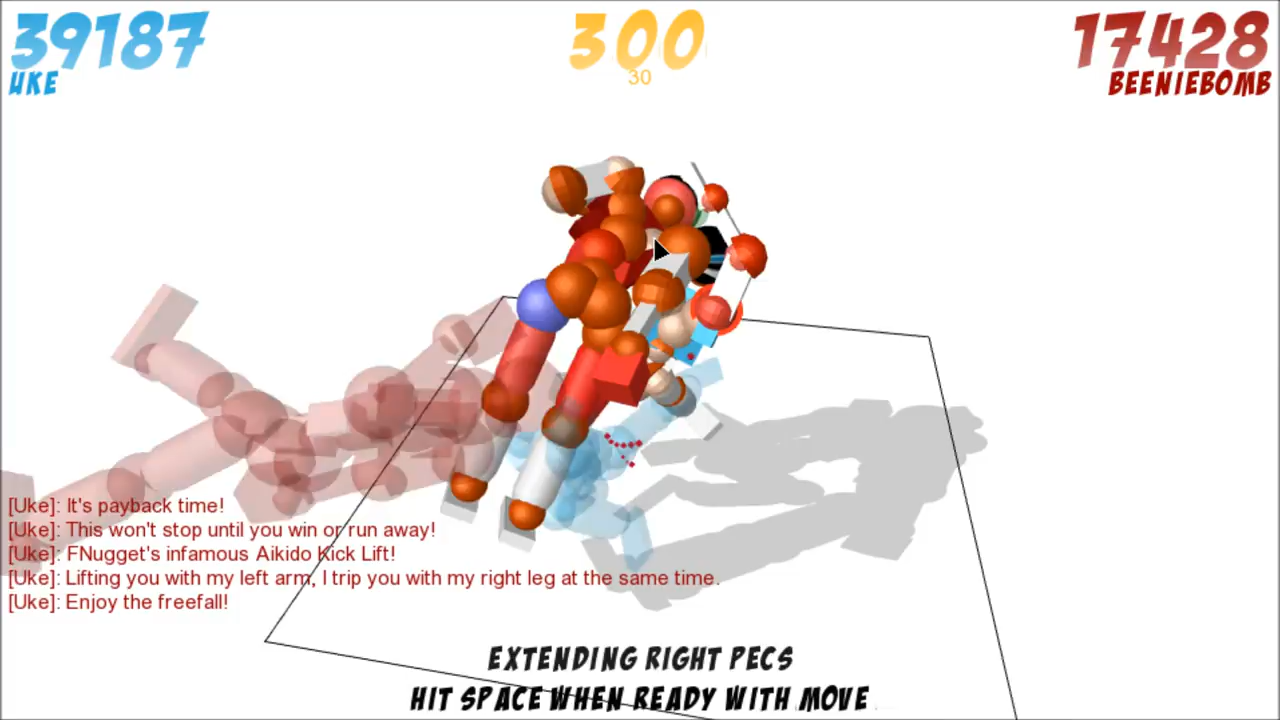 39187
UKE
300
30
17428
BEENIEBOMB
[Uke]: It's payback time!
[Uke]: This won't stop until you win or run away!
[Uke]: FNugget's infamous Aikido Kick Lift!
[Uke]: Lifting you with my left arm, I trip you with my right leg at the same time.
[Uke]: Enjoy the freefall!
EXTENDING RIGHT PECS
HIT SPACE WHEN READY WITH MOVE